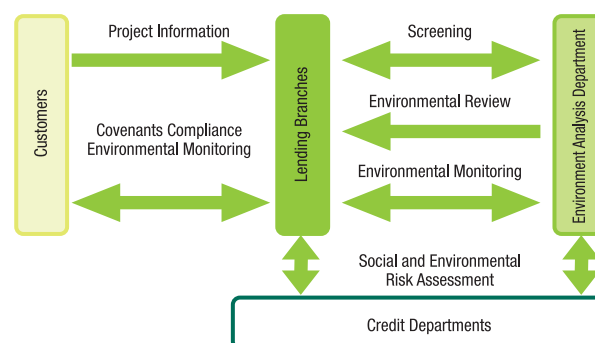 Project Information
Screening
Customers
Lending Branches
Environment Analysis Department
Environmental Review
Covenants Compliance
Environmental Monitoring
Environmental Monitoring
Social and Environmental
Risk Assessment
Credit Departments